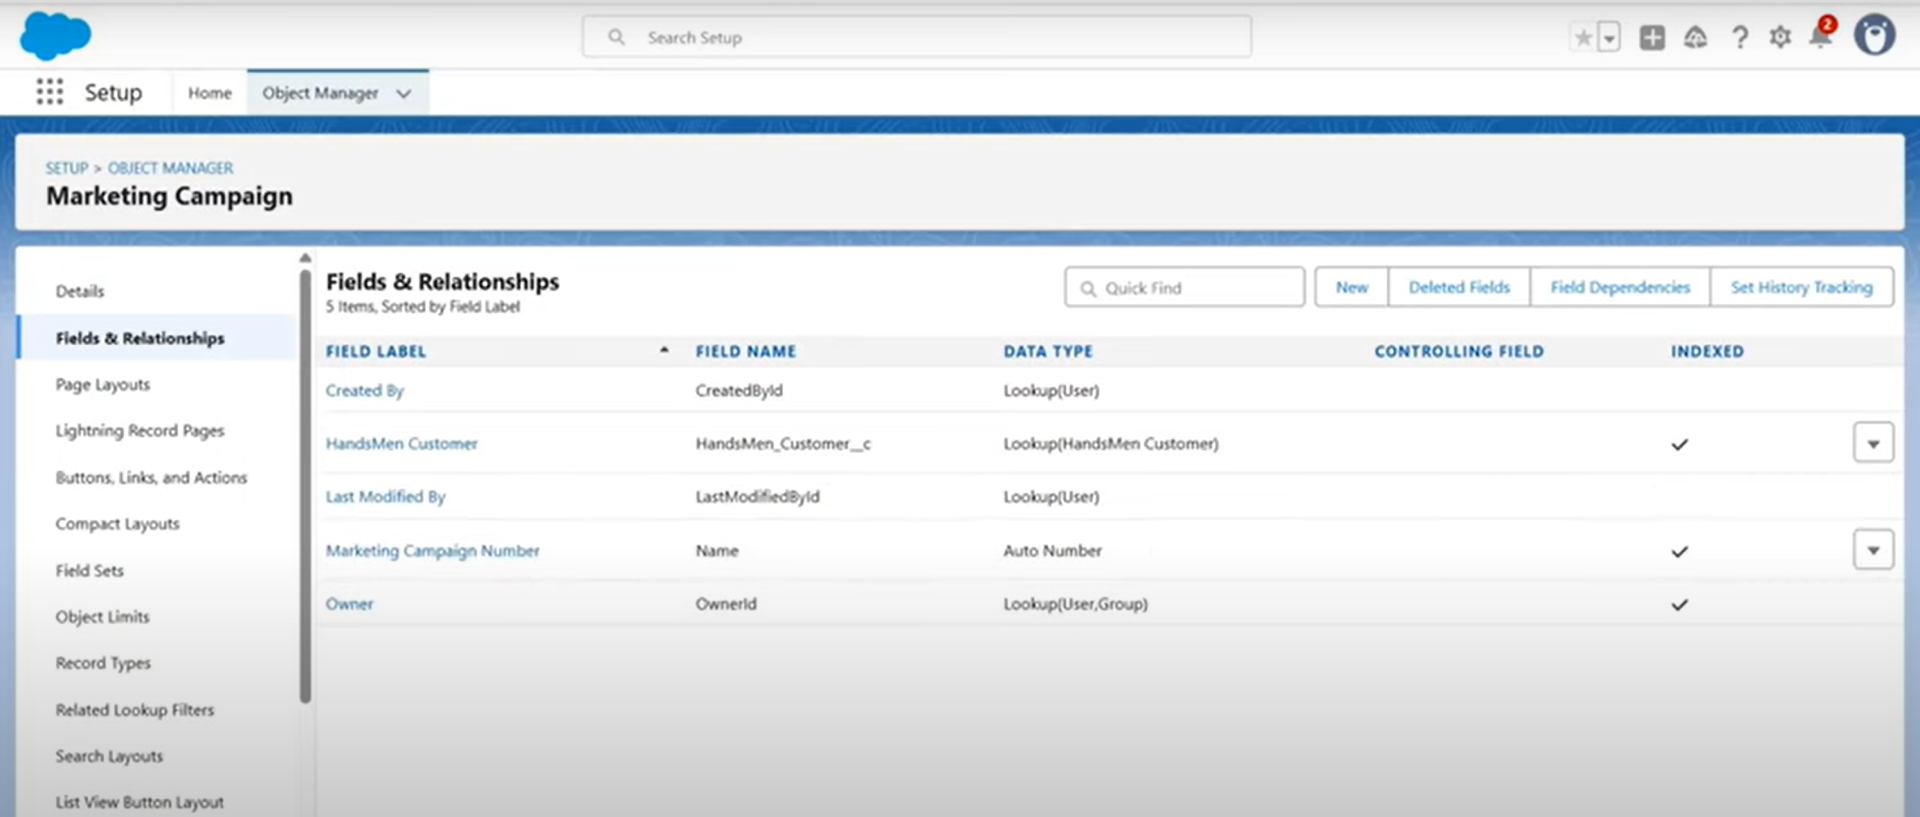 Search Setup
2
Setup
Home
Object Manager
SETUP > OBJECT MANAGER
Marketing Campaign
Details
Fields & Relationships
Page Layouts
Lightning Record Pages
Buttons, Links, and Actions
Compact Layouts
Field Sets
Object Limits
Record Types
Related Lookup Filters
Search Layouts
List View Button Layout
Fields & Relationships
5 Items, Sorted by Field Label
Quick Find
New
Deleted Fields
Field Dependencies
Set History Tracking
FIELD LABEL FIELD NAME DATA TYPE CONTROLLING FIELD INDEXED
Created By CreatedById Lookup(User)
HandsMen Customer HandsMen_Customer__c Lookup(HandsMen Customer)
Last Modified By LastModifiedById Lookup(User)
Marketing Campaign Number Name Auto Number
Owner OwnerId Lookup(User,Group)